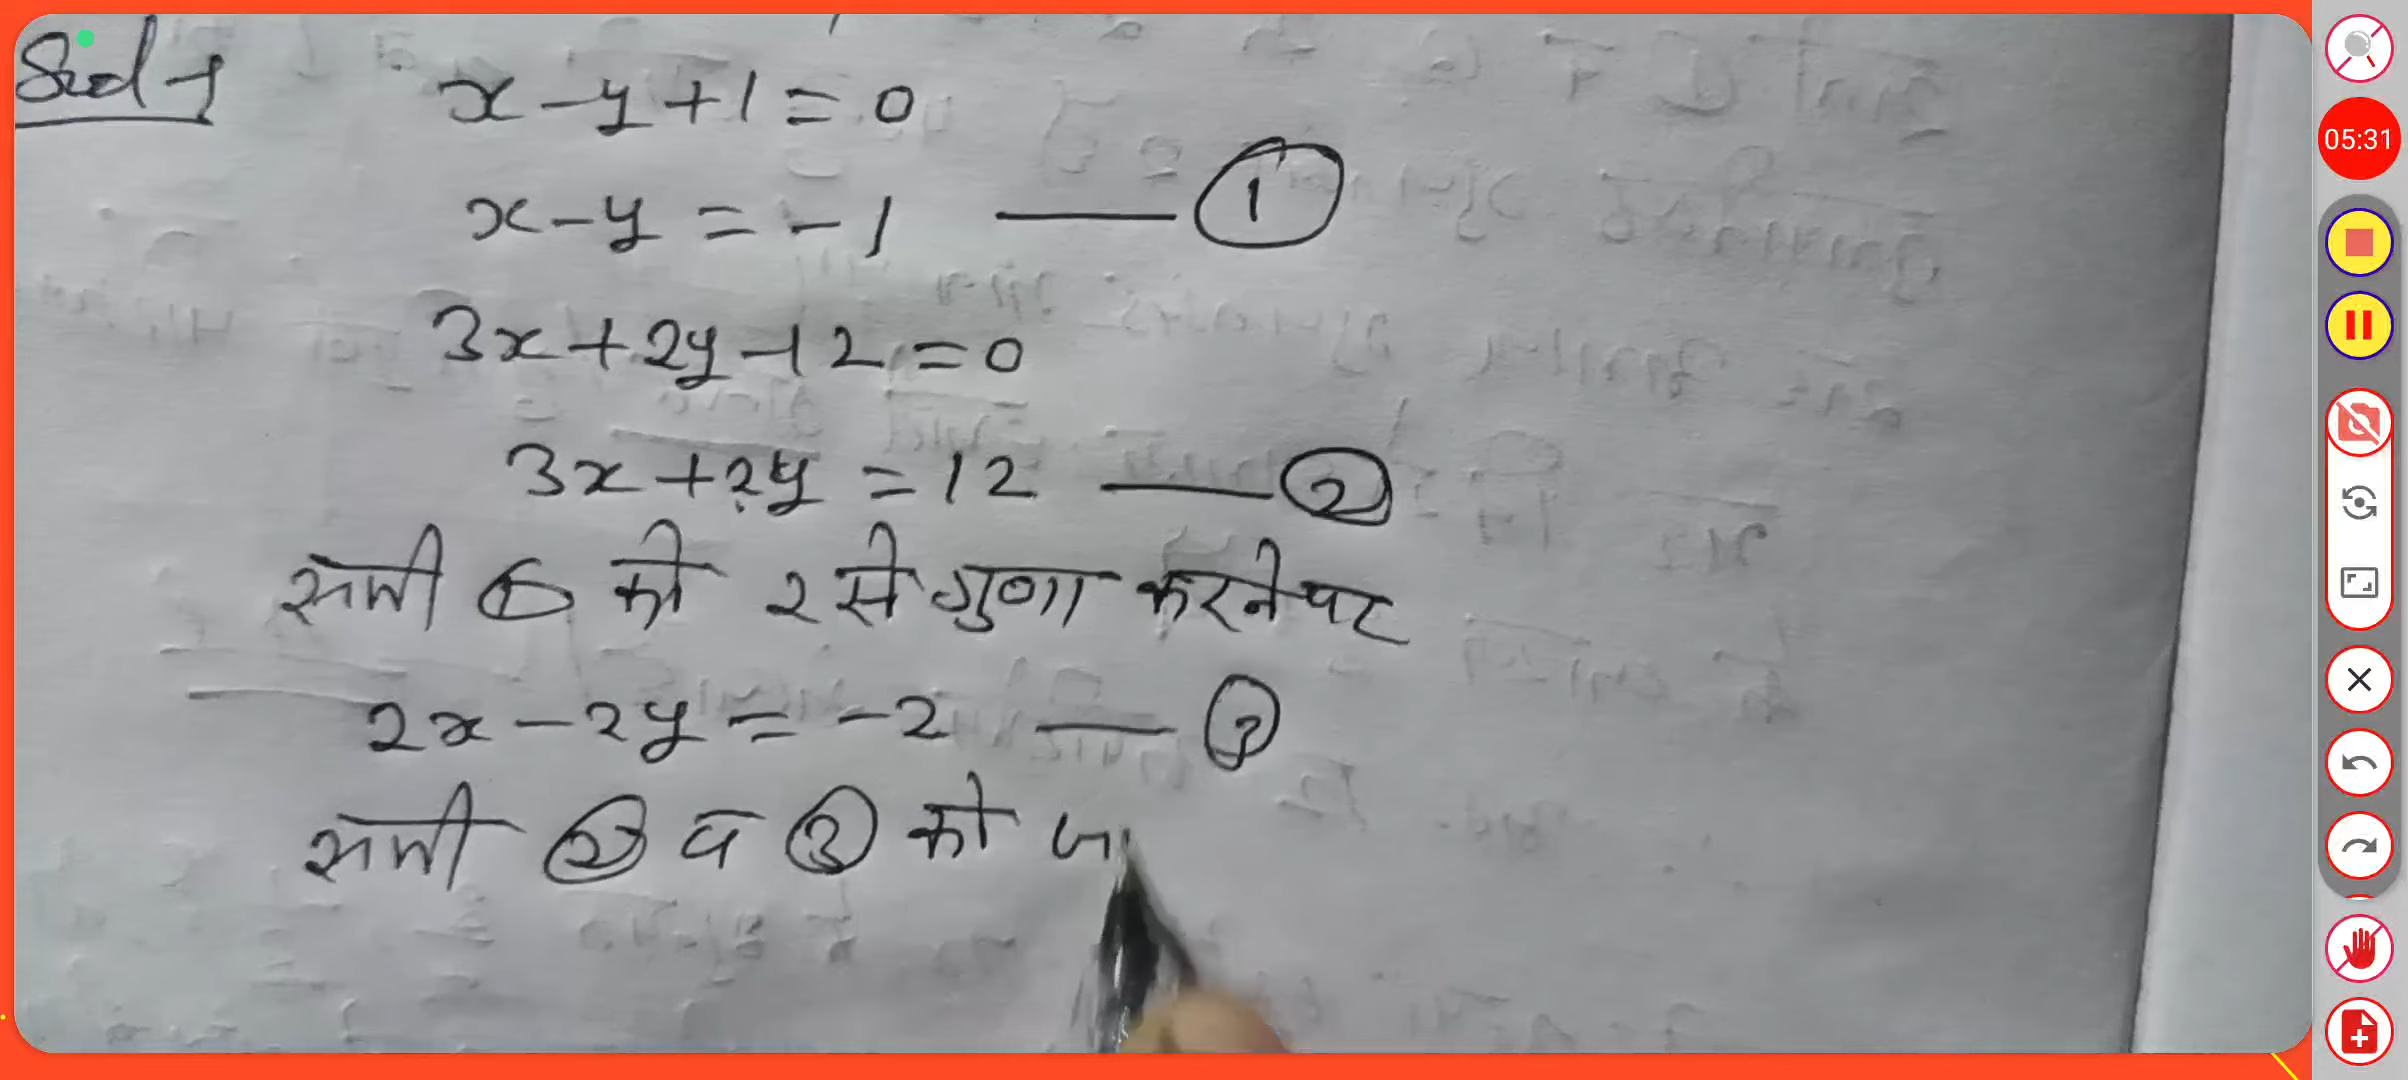 Sol-1 x-y+1=0
x-y = -1 —— ①
3x+2y-12=0
3x+2y = 12 —— ②
समी ① को 2 से गुणा करने पर
2x-2y = -2 —— ③
समी ② व ③ को
05:31